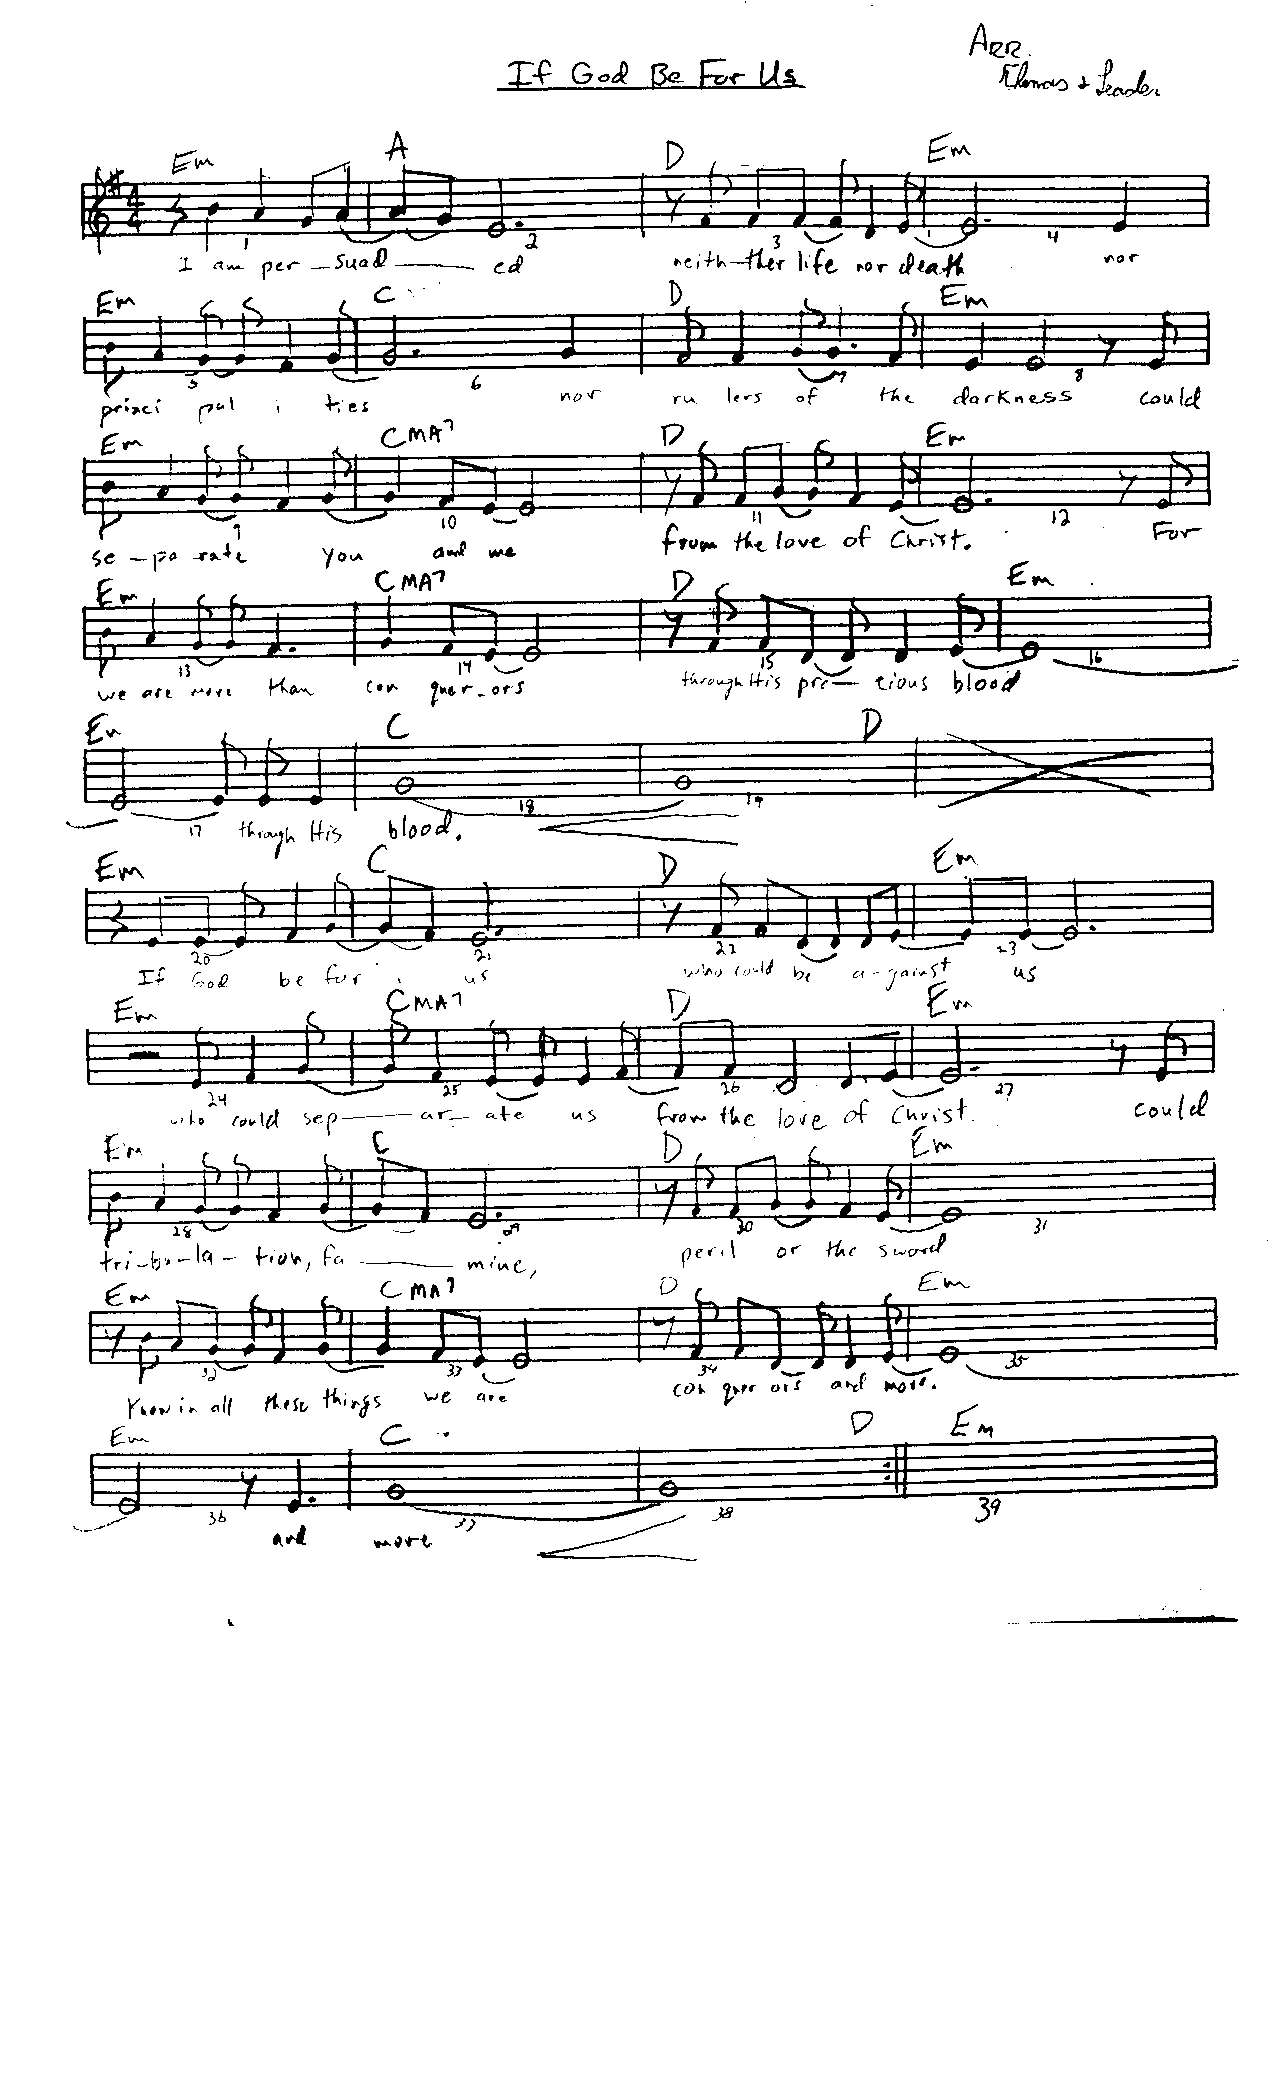 If God Be For Us
ARR.
Thomas & Leader
Em A D Em
4 4
1 2 3 4
I am per-suad-ed neith-ther life nor death nor
Em C D Em
5 6 7 8
princi pal i ties nor ru lers of the darkness could
Em CMA7 D Em
9 10 11 12
se-pa rate you and me from the love of Christ. For
Em CMA7 D Em
13 14 15 16
we are more than con quer-ors through His pre-cious blood
Em C D
17 18 19
through His blood.
Em C D Em
20 21 22 23
If God be for us who could be a-gainst us
Em CMA7 D Em
24 25 26 27
who could sep-ar-ate us from the love of Christ. could
Em C D Em
28 29 30 31
tri-bu-la-tion, fa-mine, peril or the sword
Em CMA7 D Em
32 33 34 35
Know in all these things we are con quer ors and more.
Em C D Em
36 37 38 39
and more